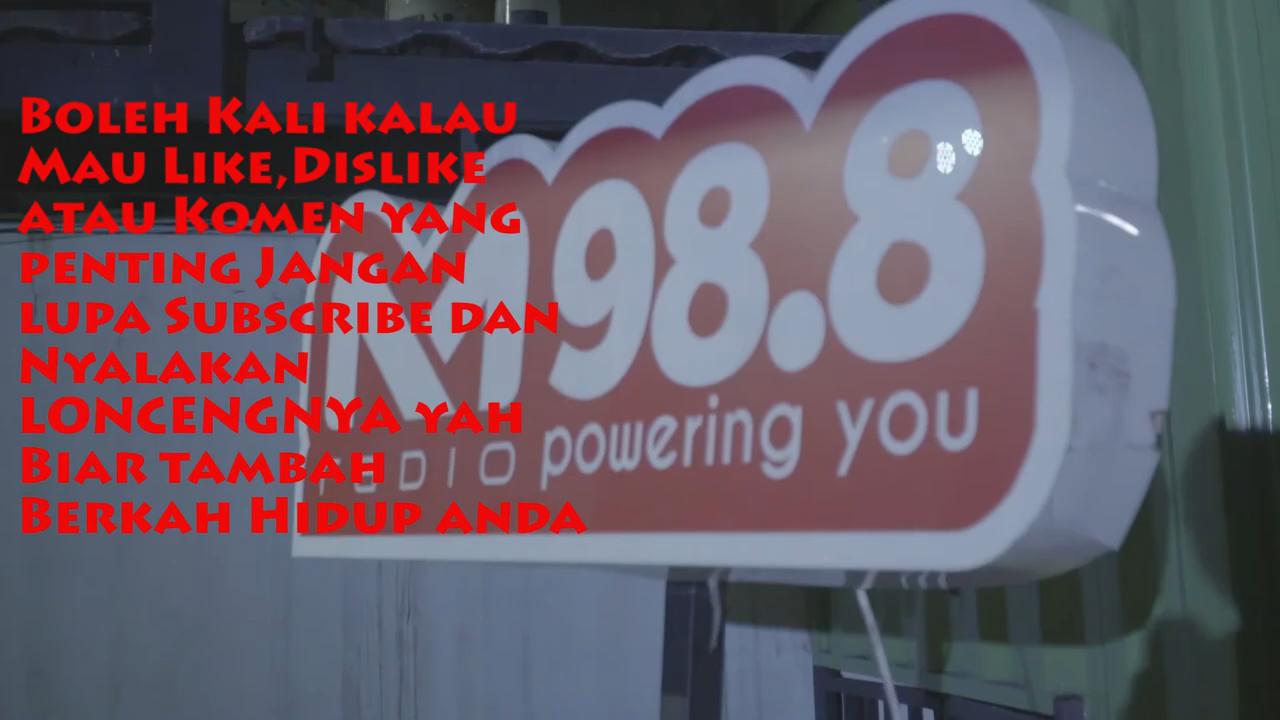 Boleh Kali kalau
Mau Like,Dislike
atau Komen yang
penting Jangan
lupa Subscribe dan
Nyalakan
LONCENGNYA yah
Biar tambah
Berkah Hidup anda
98.8
radio powering you